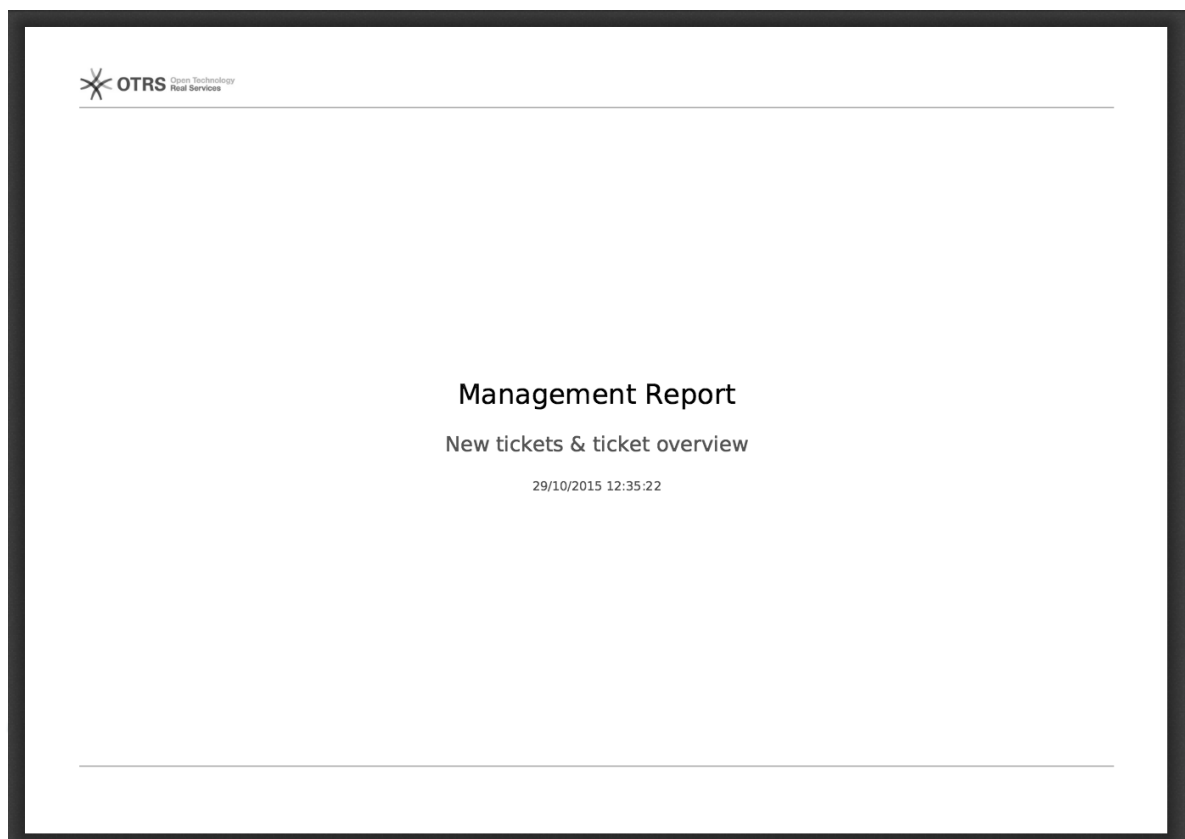 OTRS Open Technology
Real Services
Management Report
New tickets & ticket overview
29/10/2015 12:35:22